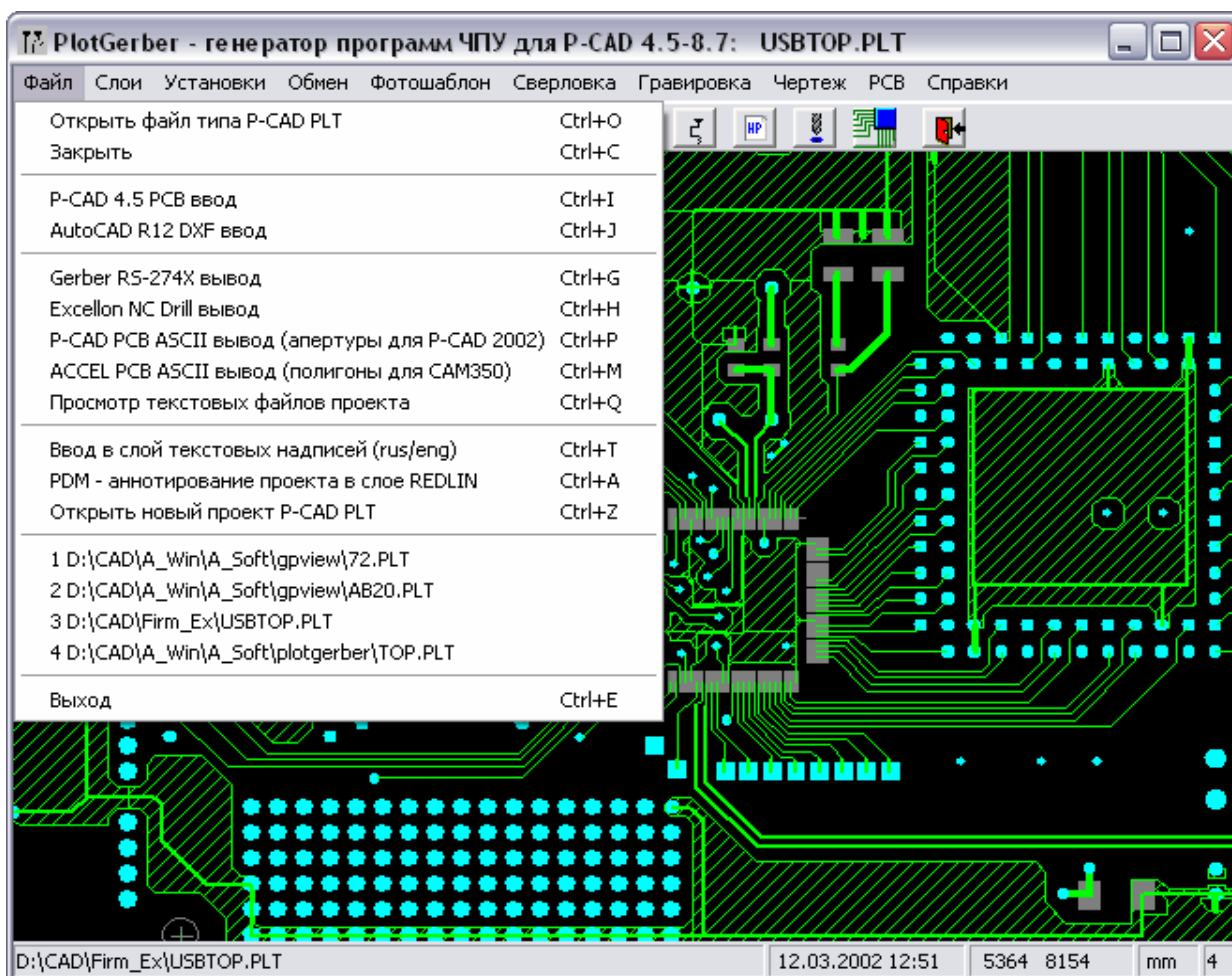 PlotGerber - генератор программ ЧПУ для P-CAD 4.5-8.7: USBTOP.PLT
Файл Слои Установки Обмен Фотошаблон Сверловка Гравировка Чертеж PCB Справки
Открыть файл типа P-CAD PLT Ctrl+O
HP
Закрыть Ctrl+C
P-CAD 4.5 PCB ввод Ctrl+I
AutoCAD R12 DXF ввод Ctrl+J
Gerber RS-274X вывод Ctrl+G
Excellon NC Drill вывод Ctrl+H
P-CAD PCB ASCII вывод (апертуры для P-CAD 2002) Ctrl+P
ACCEL PCB ASCII вывод (полигоны для CAM350) Ctrl+M
Просмотр текстовых файлов проекта Ctrl+Q
Ввод в слой текстовых надписей (rus/eng) Ctrl+T
PDM - аннотирование проекта в слое REDLIN Ctrl+A
Открыть новый проект P-CAD PLT Ctrl+Z
1 D:\CAD\A_Win\A_Soft\gpview\72.PLT
2 D:\CAD\A_Win\A_Soft\gpview\AB20.PLT
3 D:\CAD\Firm_Ex\USBTOP.PLT
4 D:\CAD\A_Win\A_Soft\plotgerber\TOP.PLT
Выход Ctrl+E
D:\CAD\Firm_Ex\USBTOP.PLT 12.03.2002 12:51 5364 8154 mm 4